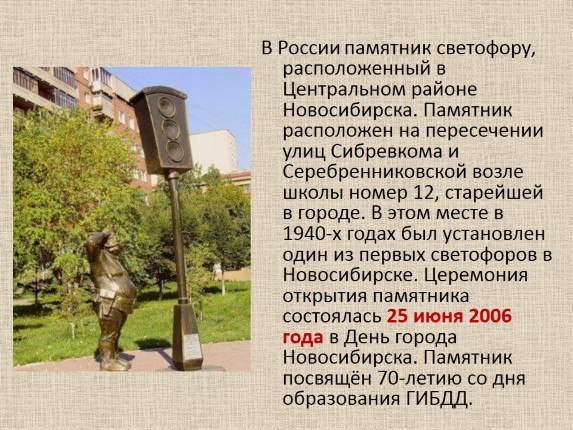 В России памятник светофору,
расположенный в
Центральном районе
Новосибирска. Памятник
расположен на пересечении
улиц Сибревкома и
Серебренниковской возле
школы номер 12, старейшей
в городе. В этом месте в
1940-х годах был установлен
один из первых светофоров в
Новосибирске. Церемония
открытия памятника
состоялась 25 июня 2006
года в День города
Новосибирска. Памятник
посвящён 70-летию со дня
образования ГИБДД.